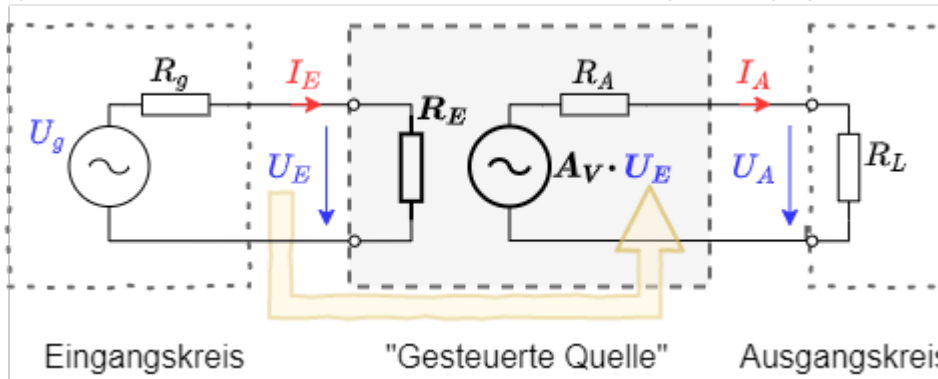 R_g
I_E
R_E
U_g
U_E
R_A
I_A
A_V · U_E
U_A
R_L
Eingangskreis
"Gesteuerte Quelle"
Ausgangskreis